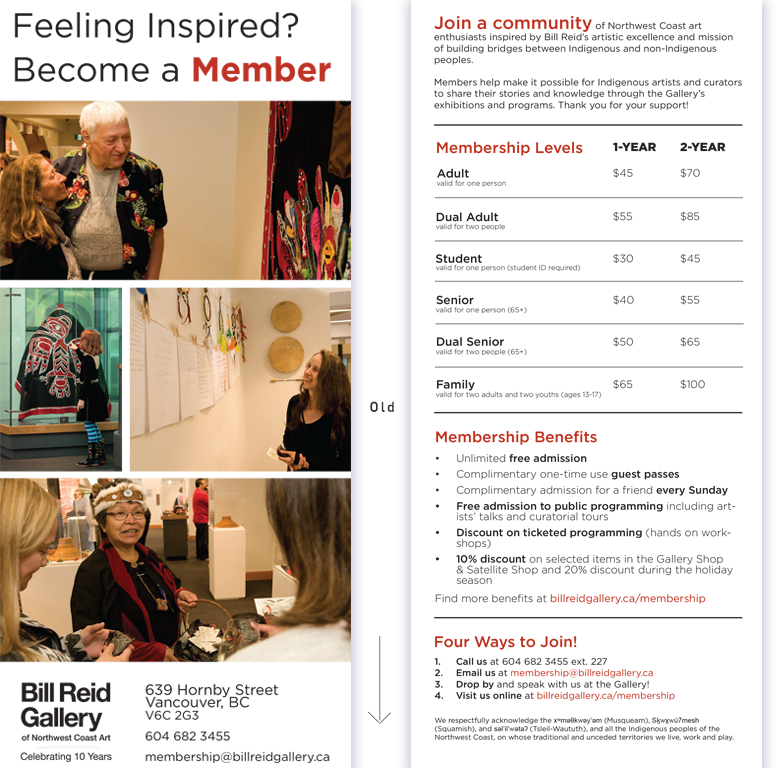 Feeling Inspired?
Become a Member
Bill Reid
Gallery
of Northwest Coast Art
Celebrating 10 Years
639 Hornby Street
Vancouver, BC
V6C 2G3
604 682 3455
membership@billreidgallery.ca
Old
Join a community of Northwest Coast art
enthusiasts inspired by Bill Reid's artistic excellence and mission
of building bridges between Indigenous and non-Indigenous
peoples.
Members help make it possible for Indigenous artists and curators
to share their stories and knowledge through the Gallery's
exhibitions and programs. Thank you for your support!
Membership Levels 1-YEAR 2-YEAR
Adult $45 $70
valid for one person
Dual Adult $55 $85
valid for two people
Student $30 $45
valid for one person (student ID required)
Senior $40 $55
valid for one person (65+)
Dual Senior $50 $65
valid for two people (65+)
Family $65 $100
valid for two adults and two youths (ages 13-17)
Membership Benefits
• Unlimited free admission
• Complimentary one-time use guest passes
• Complimentary admission for a friend every Sunday
• Free admission to public programming including art-
ists' talks and curatorial tours
• Discount on ticketed programming (hands on work-
shops)
• 10% discount on selected items in the Gallery Shop
& Satellite Shop and 20% discount during the holiday
season
Find more benefits at billreidgallery.ca/membership
Four Ways to Join!
1. Call us at 604 682 3455 ext. 227
2. Email us at membership@billreidgallery.ca
3. Drop by and speak with us at the Gallery!
4. Visit us online at billreidgallery.ca/membership
We respectfully acknowledge the xʷməθkwəy̓əm (Musqueam), Sḵwx̱wú7mesh
(Squamish), and səl̓il̓wətaʔ (Tsleil-Waututh), and all the Indigenous peoples of the
Northwest Coast, on whose traditional and unceded territories we live, work and play.